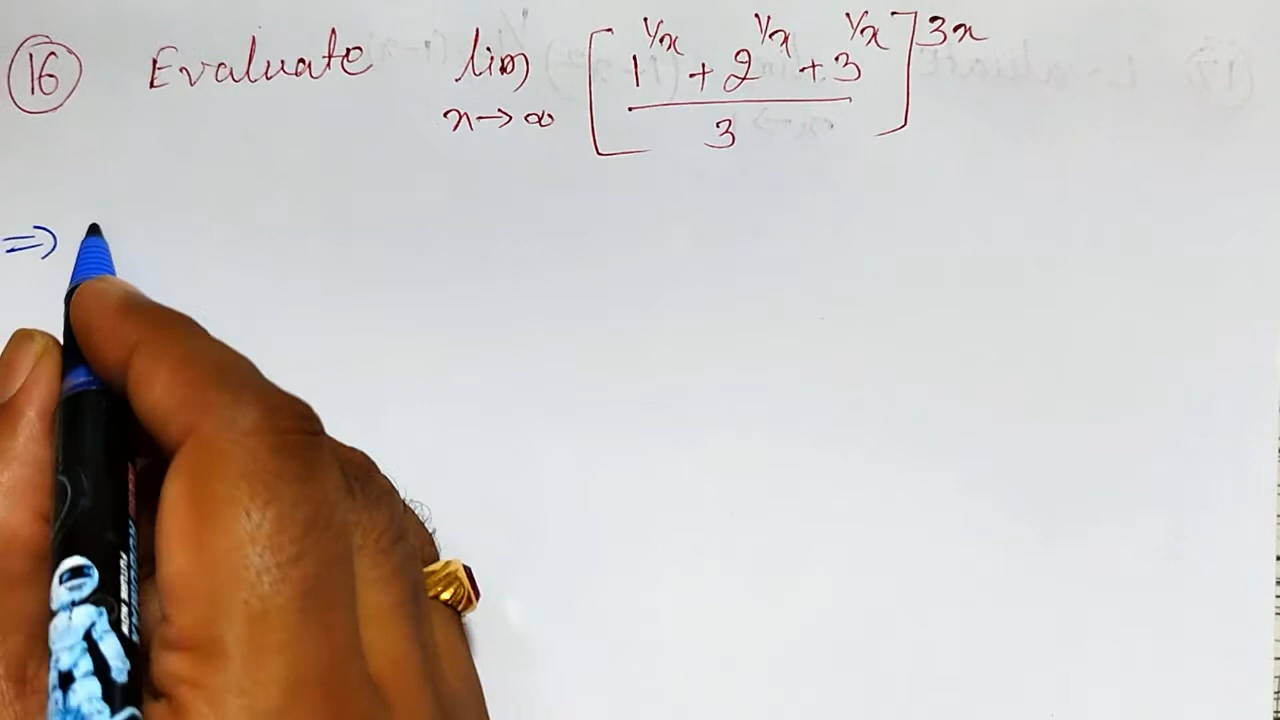 (16) Evaluate lim x→∞ [ (1^{1/x} + 2^{1/x} + 3^{1/x}) / 3 ]^{3x}
⇒